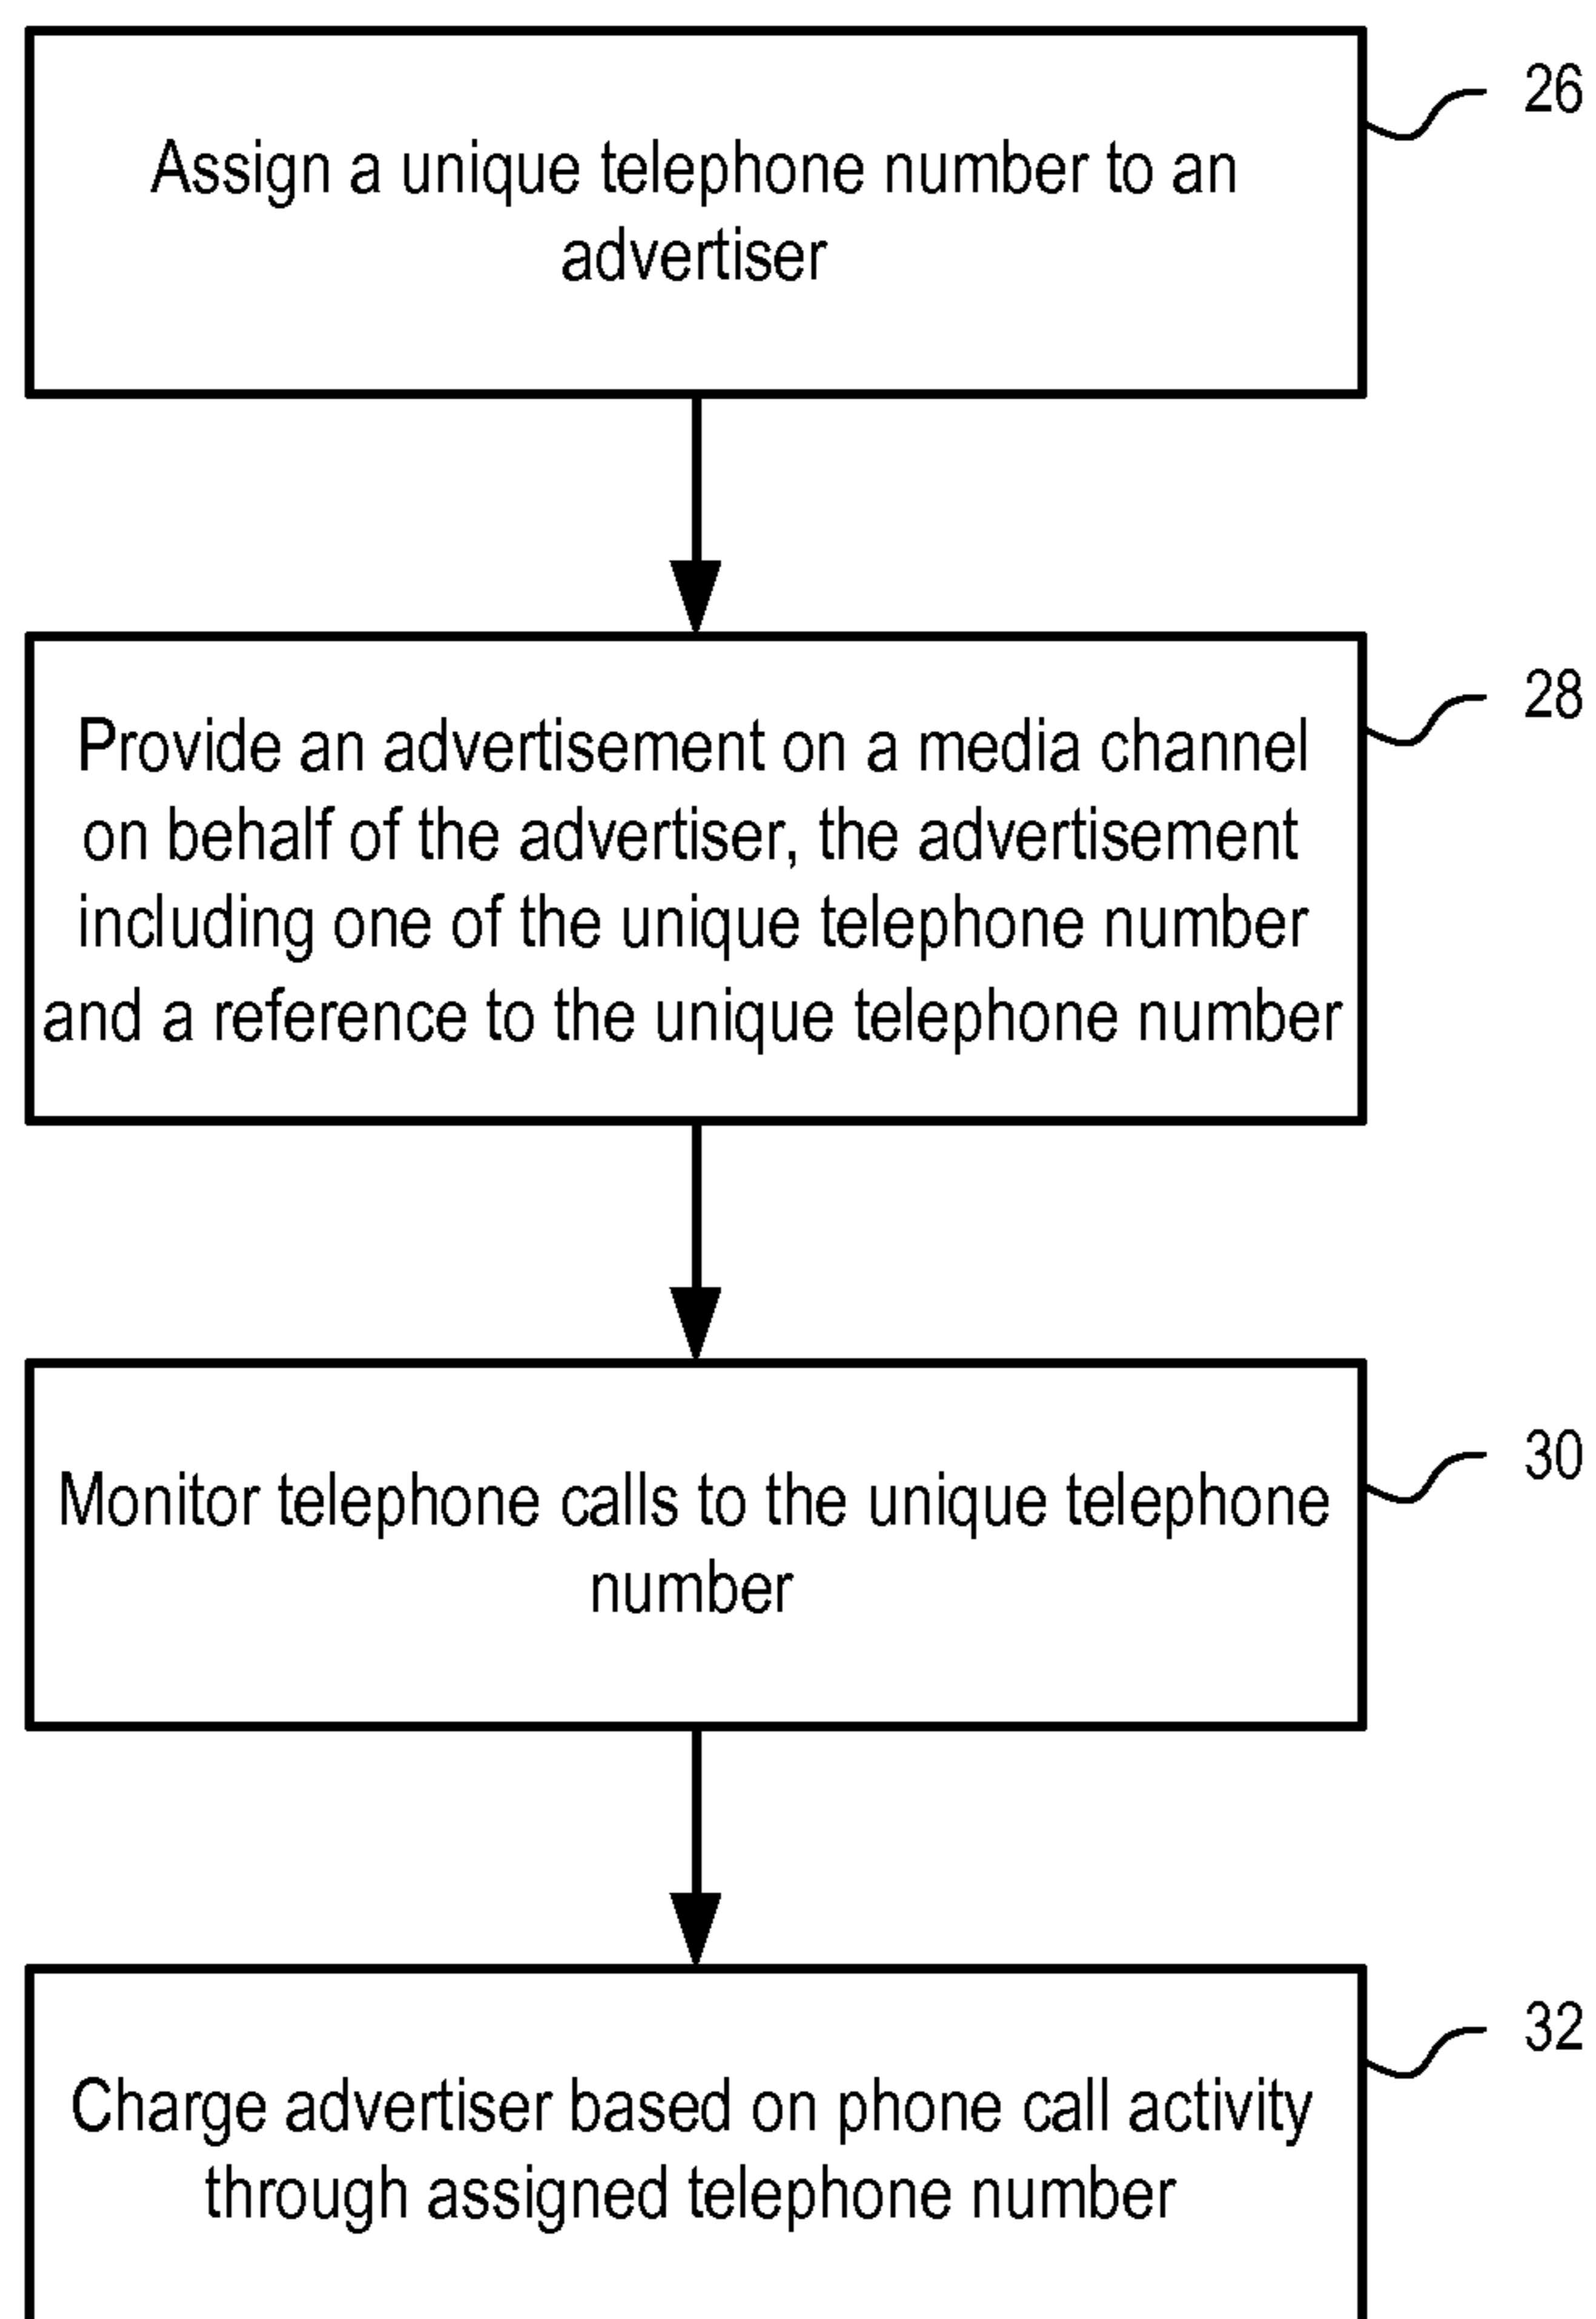 26
Assign a unique telephone number to an
advertiser
28
Provide an advertisement on a media channel
on behalf of the advertiser, the advertisement
including one of the unique telephone number
and a reference to the unique telephone number
30
Monitor telephone calls to the unique telephone
number
32
Charge advertiser based on phone call activity
through assigned telephone number